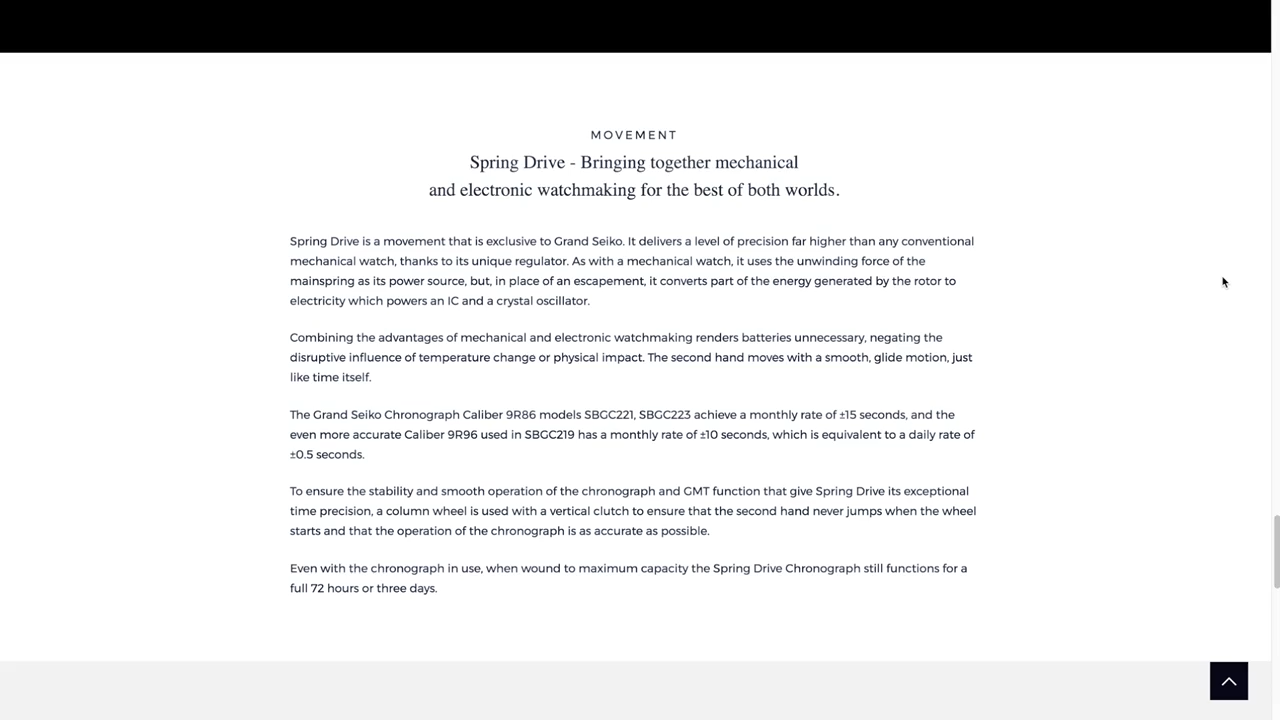 MOVEMENT
Spring Drive - Bringing together mechanical
and electronic watchmaking for the best of both worlds.
Spring Drive is a movement that is exclusive to Grand Seiko. It delivers a level of precision far higher than any conventional
mechanical watch, thanks to its unique regulator. As with a mechanical watch, it uses the unwinding force of the
mainspring as its power source, but, in place of an escapement, it converts part of the energy generated by the rotor to
electricity which powers an IC and a crystal oscillator.
Combining the advantages of mechanical and electronic watchmaking renders batteries unnecessary, negating the
disruptive influence of temperature change or physical impact. The second hand moves with a smooth, glide motion, just
like time itself.
The Grand Seiko Chronograph Caliber 9R86 models SBGC221, SBGC223 achieve a monthly rate of ±15 seconds, and the
even more accurate Caliber 9R96 used in SBGC219 has a monthly rate of ±10 seconds, which is equivalent to a daily rate of
±0.5 seconds.
To ensure the stability and smooth operation of the chronograph and GMT function that give Spring Drive its exceptional
time precision, a column wheel is used with a vertical clutch to ensure that the second hand never jumps when the wheel
starts and that the operation of the chronograph is as accurate as possible.
Even with the chronograph in use, when wound to maximum capacity the Spring Drive Chronograph still functions for a
full 72 hours or three days.